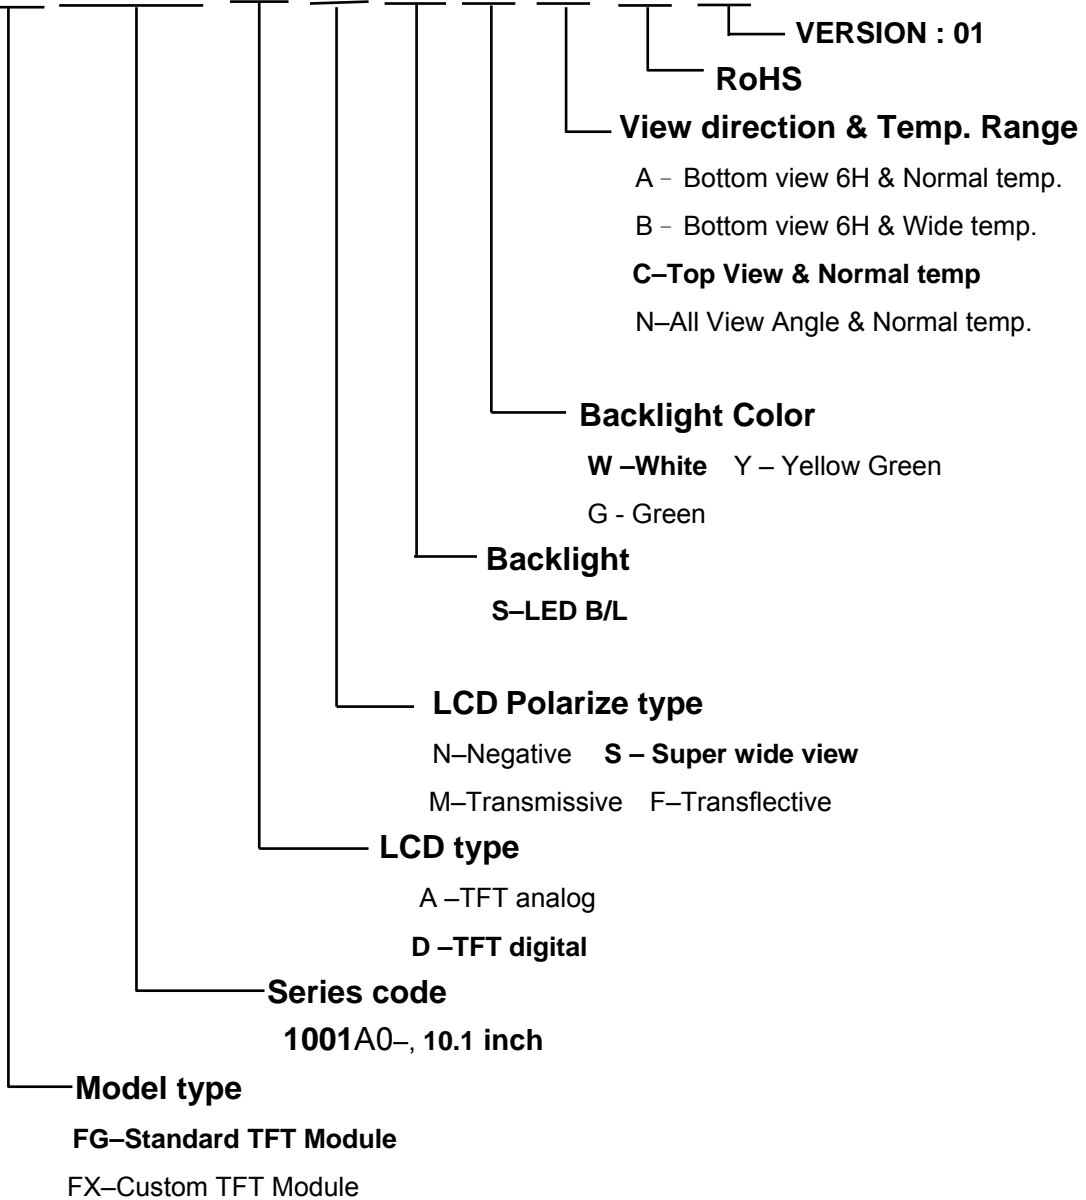 VERSION : 01
RoHS
View direction & Temp. Range
A – Bottom view 6H & Normal temp.
B – Bottom view 6H & Wide temp.
C–Top View & Normal temp
N–All View Angle & Normal temp.
Backlight Color
W –White Y – Yellow Green
G - Green
Backlight
S–LED B/L
LCD Polarize type
N–Negative S – Super wide view
M–Transmissive F–Transflective
LCD type
A –TFT analog
D –TFT digital
Series code
1001A0–, 10.1 inch
Model type
FG–Standard TFT Module
FX–Custom TFT Module